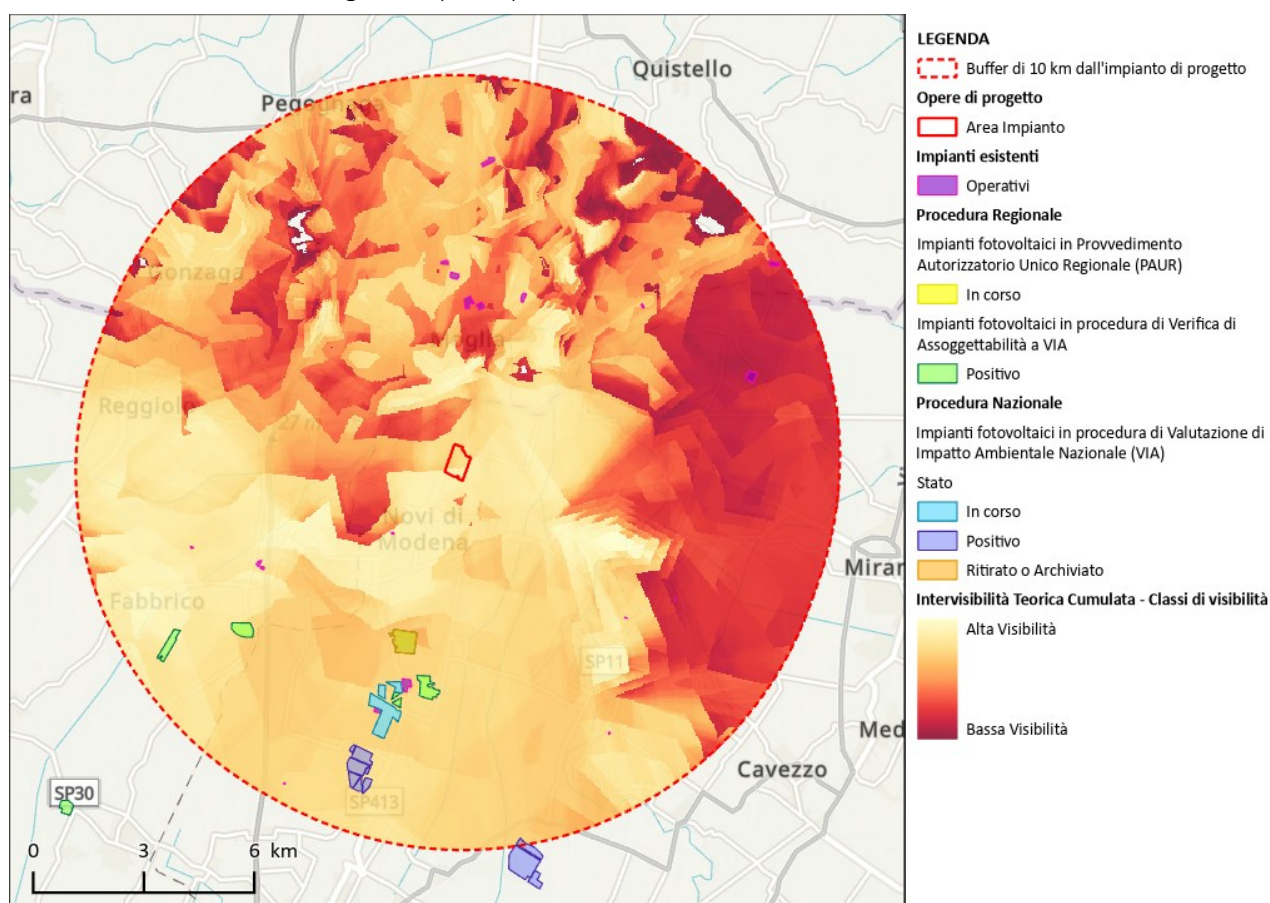 Quistello
ra
Pegognaga
Gonzaga
Moglia
Reggiolo
27 m
Novi di
Modena
Miran
Fabbrico
SP11
Med
Cavezzo
SP30
SP413
0 3 6 km
LEGENDA
Buffer di 10 km dall'impianto di progetto
Opere di progetto
Area Impianto
Impianti esistenti
Operativi
Procedura Regionale
Impianti fotovoltaici in Provvedimento
Autorizzatorio Unico Regionale (PAUR)
In corso
Impianti fotovoltaici in procedura di Verifica di
Assoggettabilità a VIA
Positivo
Procedura Nazionale
Impianti fotovoltaici in procedura di Valutazione di
Impatto Ambientale Nazionale (VIA)
Stato
In corso
Positivo
Ritirato o Archiviato
Intervisibilità Teorica Cumulata - Classi di visibilità
Alta Visibilità
Bassa Visibilità